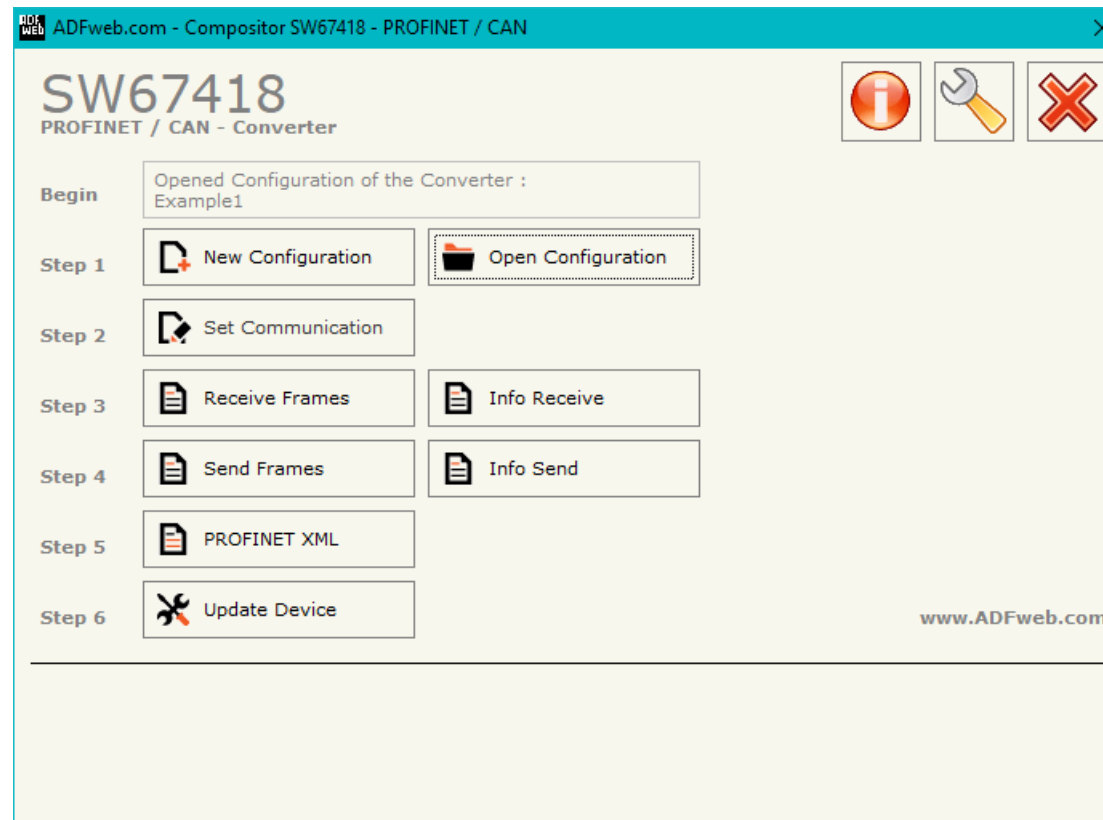 ADF
WEB
ADFweb.com - Compositor SW67418 - PROFINET / CAN
SW67418
PROFINET / CAN - Converter
Begin
Opened Configuration of the Converter :
Example1
Step 1
New Configuration
Open Configuration
Step 2
Set Communication
Step 3
Receive Frames
Info Receive
Step 4
Send Frames
Info Send
Step 5
PROFINET XML
Step 6
Update Device
www.ADFweb.com